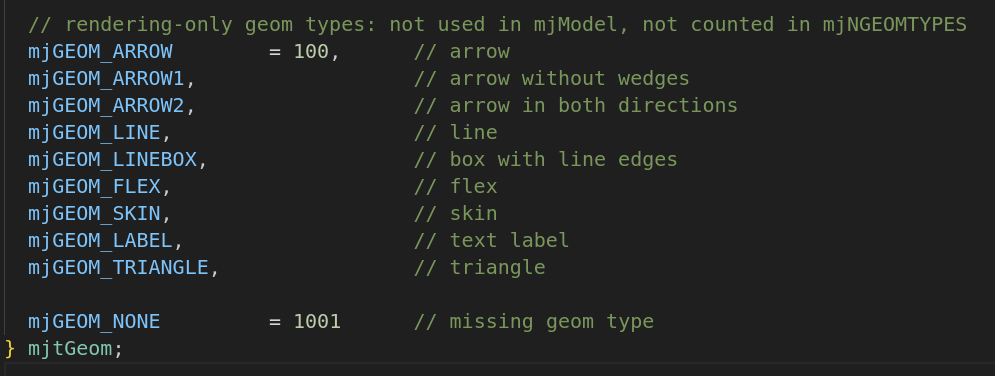 // rendering-only geom types: not used in mjModel, not counted in mjNGEOMTYPES
mjGEOM_ARROW        = 100,      // arrow
mjGEOM_ARROW1,                  // arrow without wedges
mjGEOM_ARROW2,                  // arrow in both directions
mjGEOM_LINE,                    // line
mjGEOM_LINEBOX,                 // box with line edges
mjGEOM_FLEX,                    // flex
mjGEOM_SKIN,                    // skin
mjGEOM_LABEL,                   // text label
mjGEOM_TRIANGLE,                // triangle
mjGEOM_NONE         = 1001      // missing geom type
} mjtGeom;